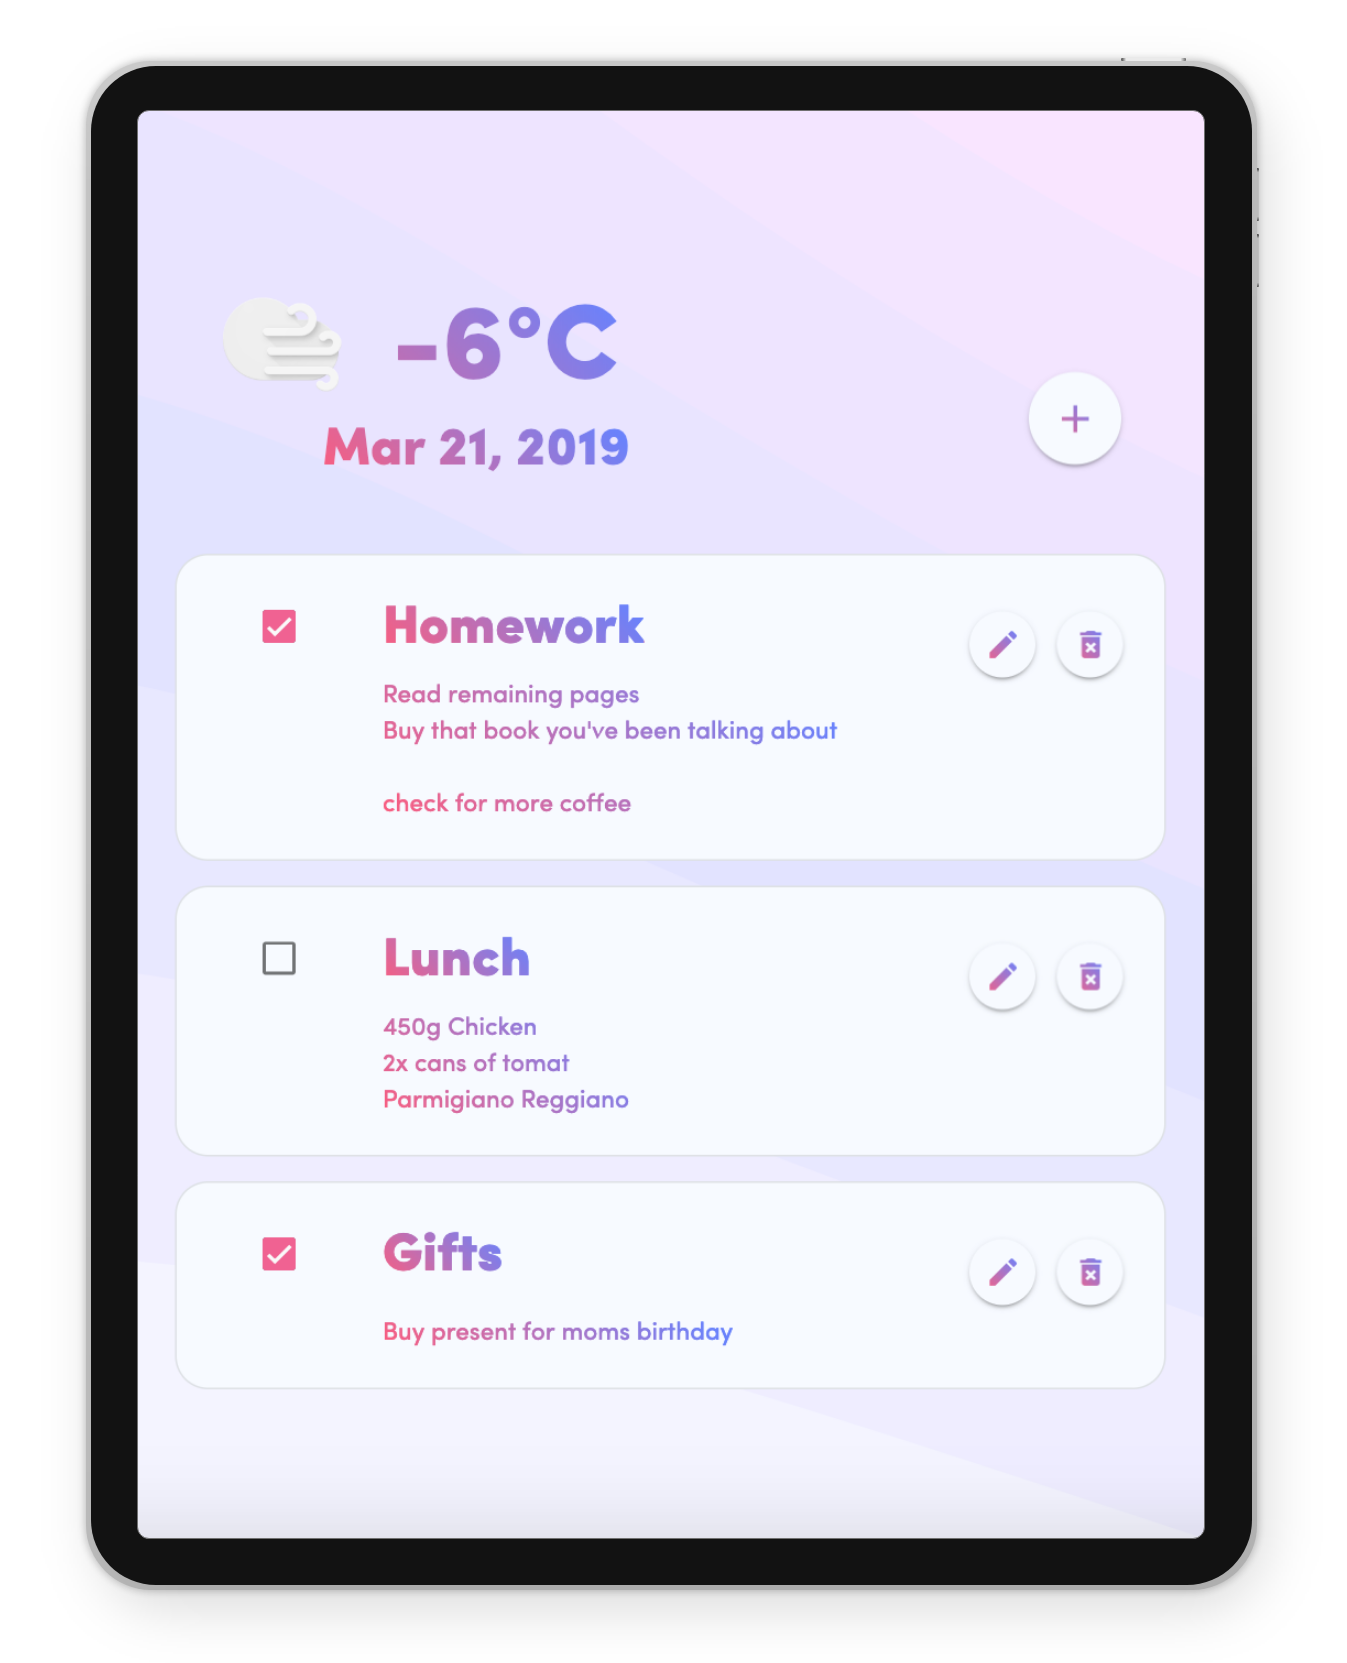 -6°C
Mar 21, 2019
Homework
Read remaining pages
Buy that book you've been talking about
check for more coffee
Lunch
450g Chicken
2x cans of tomat
Parmigiano Reggiano
Gifts
Buy present for moms birthday